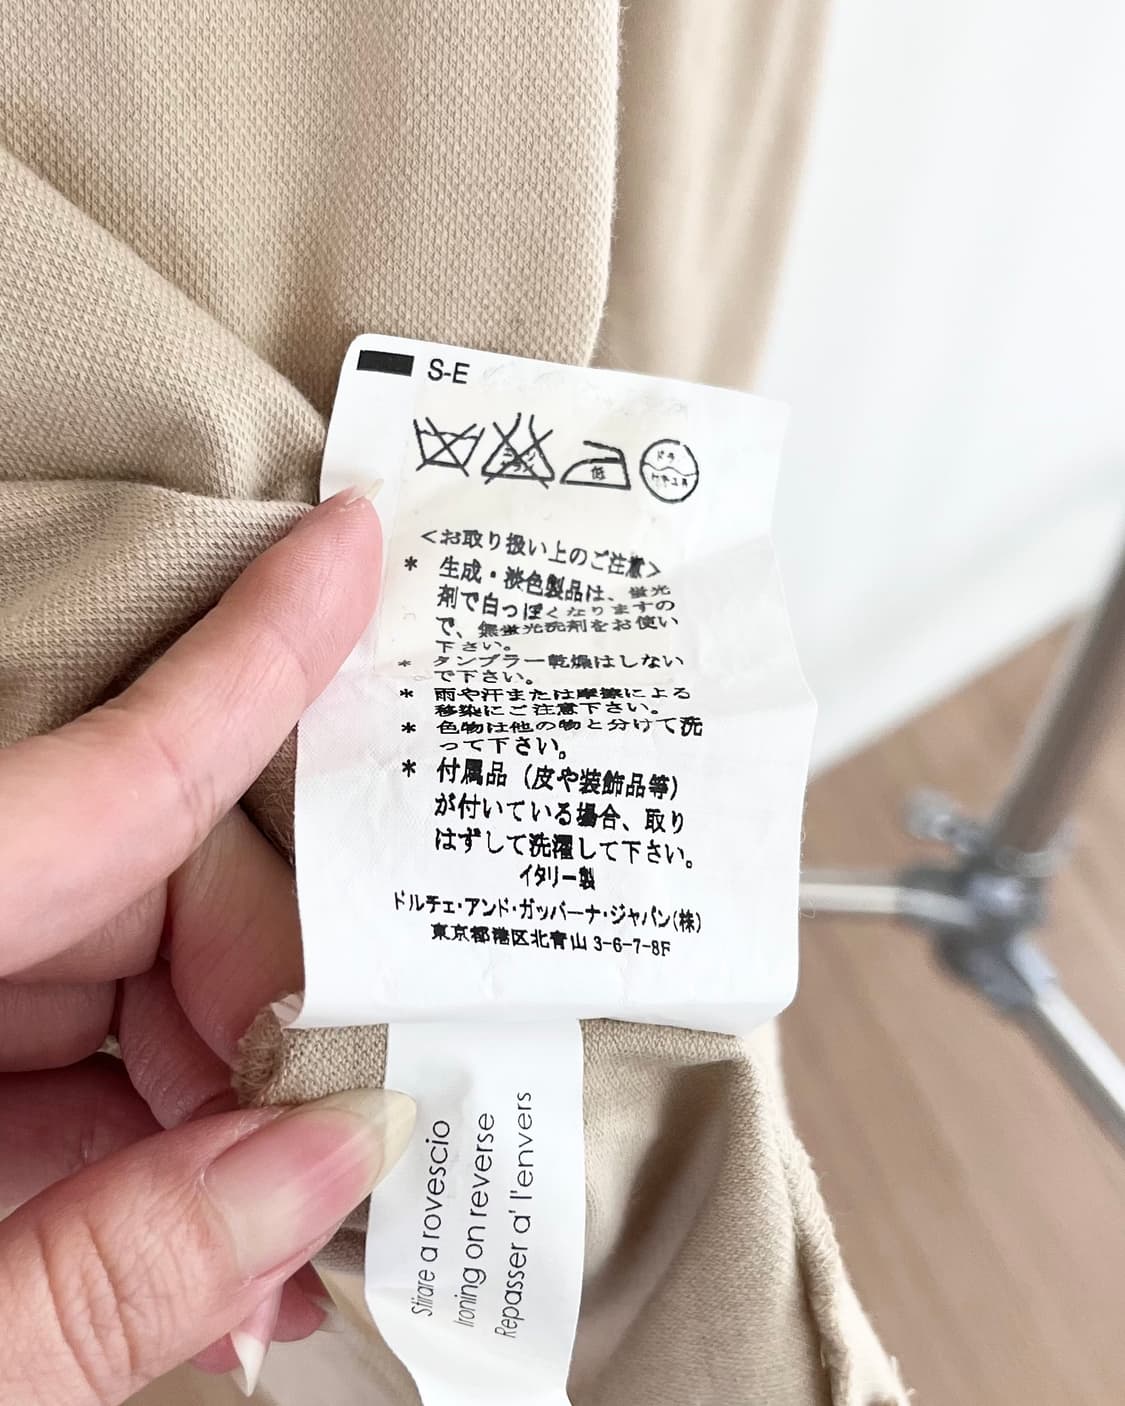 S-E
低
ドライ
セキユ系
<お取り扱い上のご注意>
* 生成・淡色製品は、蛍光
剤で白っぽくなりますの
で、無蛍光洗剤をお使い
下さい。
* タンブラー乾燥はしない
で下さい。
* 雨や汗または摩擦による
移染にご注意下さい。
* 色物は他の物と分けて洗
って下さい。
* 付属品(皮や装飾品等)
が付いている場合、取り
はずして洗濯して下さい。
イタリー製
ドルチェ・アンド・ガッバーナ・ジャパン(株)
東京都港区北青山 3-6-7-8F
Stirare a rovescio
Ironing on reverse
Repasser a' l'envers